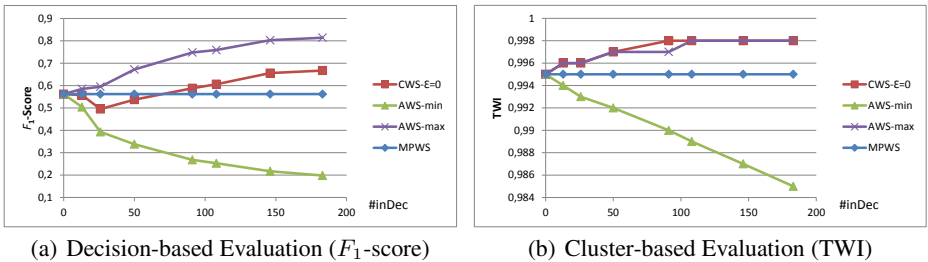 0,9
0,8
0,7
0,6
0,5
0,4
0,3
0,2
0,1
F1-Score
0 50 100 150 200
#inDec
CWS-ε=0
AWS-min
AWS-max
MPWS
(a) Decision-based Evaluation (F1-score)
1
0,998
0,996
0,994
0,992
0,99
0,988
0,986
0,984
TWI
0 50 100 150 200
#inDec
CWS-ε=0
AWS-min
AWS-max
MPWS
(b) Cluster-based Evaluation (TWI)